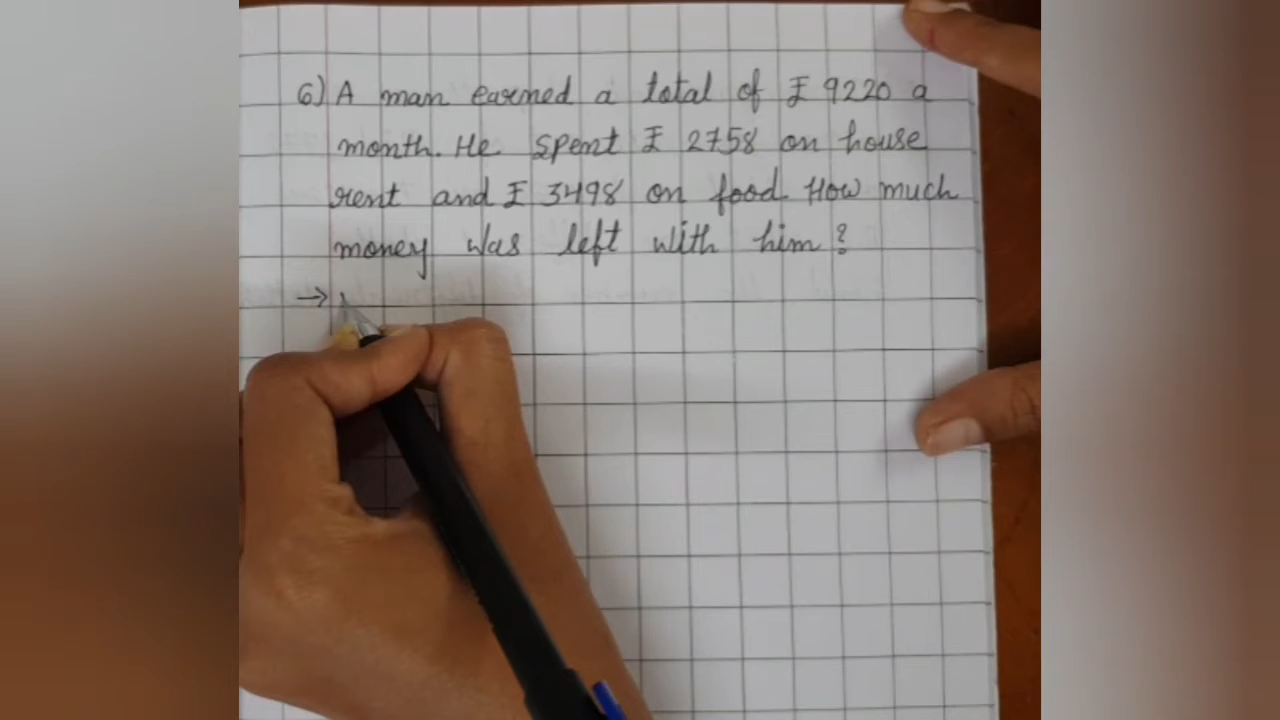 6) A man earned a total of ₹ 9220 a
month. He spent ₹ 2758 on house
rent and ₹ 3498 on food. How much
money was left with him?
→